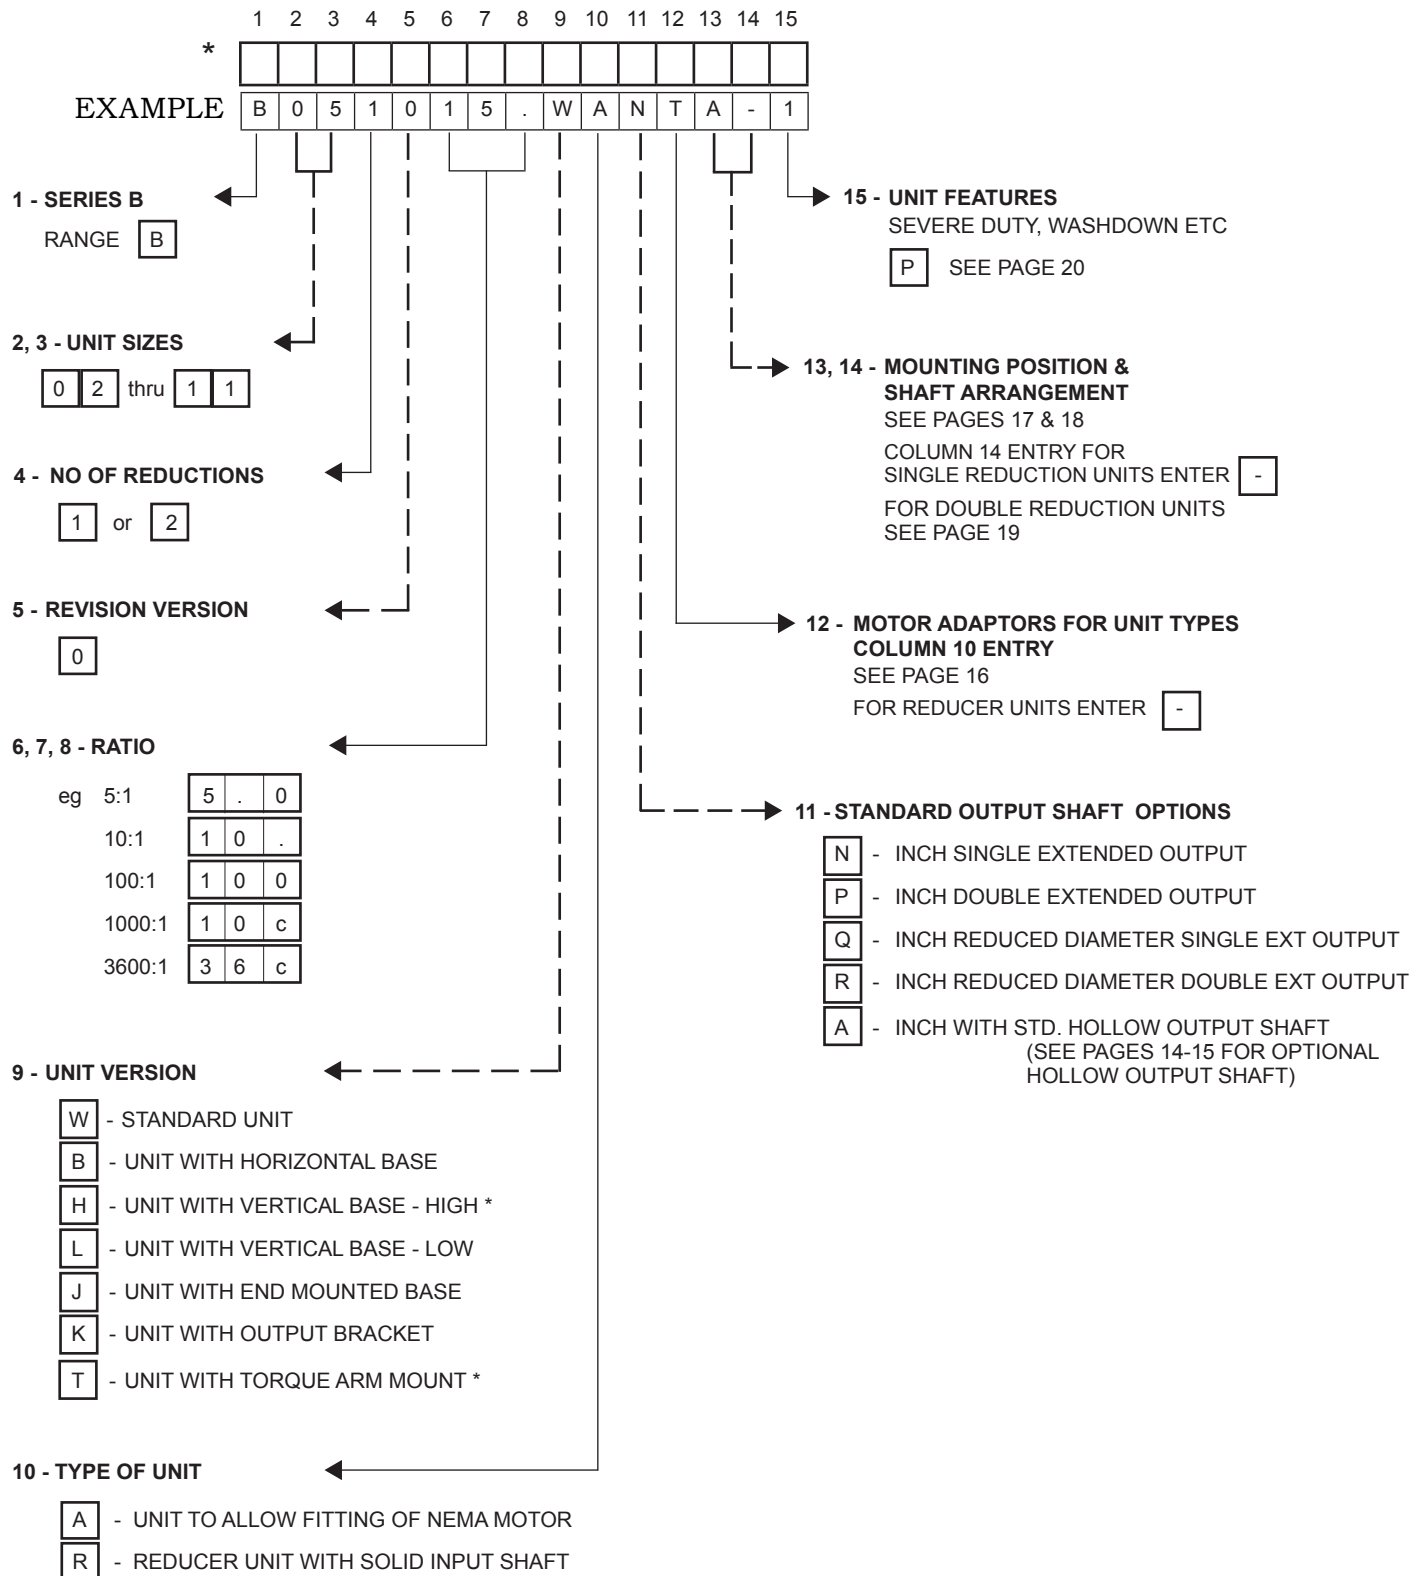 1 2 3 4 5 6 7 8 9 10 11 12 13 14 15
*
EXAMPLE B 0 5 1 0 1 5 . W A N T A - 1
1 - SERIES B
RANGE B
2, 3 - UNIT SIZES
0 2 thru 1 1
4 - NO OF REDUCTIONS
1 or 2
5 - REVISION VERSION
0
6, 7, 8 - RATIO
eg 5:1 5 . 0
10:1 1 0 .
100:1 1 0 0
1000:1 1 0 c
3600:1 3 6 c
9 - UNIT VERSION
W - STANDARD UNIT
B - UNIT WITH HORIZONTAL BASE
H - UNIT WITH VERTICAL BASE - HIGH *
L - UNIT WITH VERTICAL BASE - LOW
J - UNIT WITH END MOUNTED BASE
K - UNIT WITH OUTPUT BRACKET
T - UNIT WITH TORQUE ARM MOUNT *
10 - TYPE OF UNIT
A - UNIT TO ALLOW FITTING OF NEMA MOTOR
R - REDUCER UNIT WITH SOLID INPUT SHAFT
15 - UNIT FEATURES
SEVERE DUTY, WASHDOWN ETC
P SEE PAGE 20
13, 14 - MOUNTING POSITION &
SHAFT ARRANGEMENT
SEE PAGES 17 & 18
COLUMN 14 ENTRY FOR
SINGLE REDUCTION UNITS ENTER -
FOR DOUBLE REDUCTION UNITS
SEE PAGE 19
12 - MOTOR ADAPTORS FOR UNIT TYPES
COLUMN 10 ENTRY
SEE PAGE 16
FOR REDUCER UNITS ENTER -
11 - STANDARD OUTPUT SHAFT OPTIONS
N - INCH SINGLE EXTENDED OUTPUT
P - INCH DOUBLE EXTENDED OUTPUT
Q - INCH REDUCED DIAMETER SINGLE EXT OUTPUT
R - INCH REDUCED DIAMETER DOUBLE EXT OUTPUT
A - INCH WITH STD. HOLLOW OUTPUT SHAFT
(SEE PAGES 14-15 FOR OPTIONAL
HOLLOW OUTPUT SHAFT)